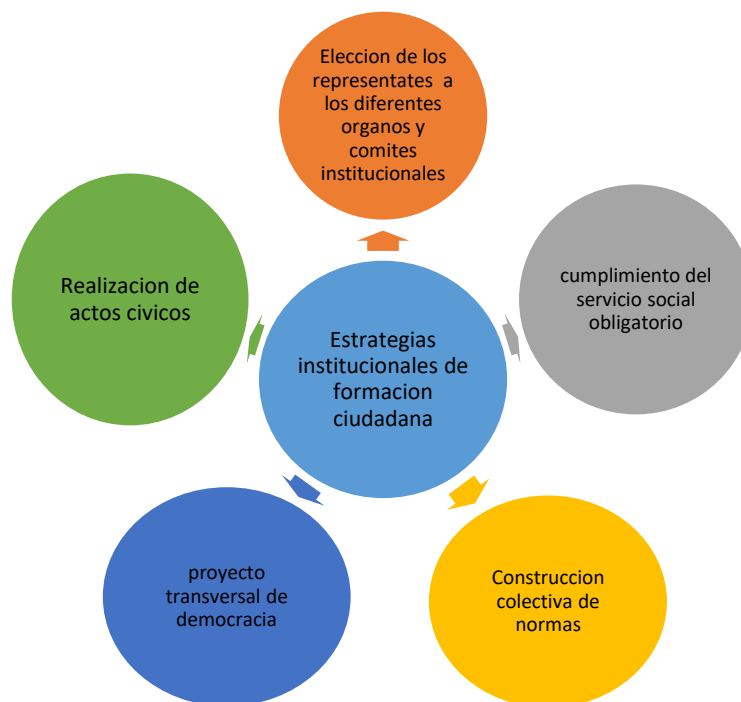 Eleccion de los
representates a
los diferentes
organos y
comites
institucionales
Realizacion de
actos civicos
cumplimiento del
servicio social
obligatorio
Estrategias
institucionales de
formacion
ciudadana
proyecto
transversal de
democracia
Construccion
colectiva de
normas